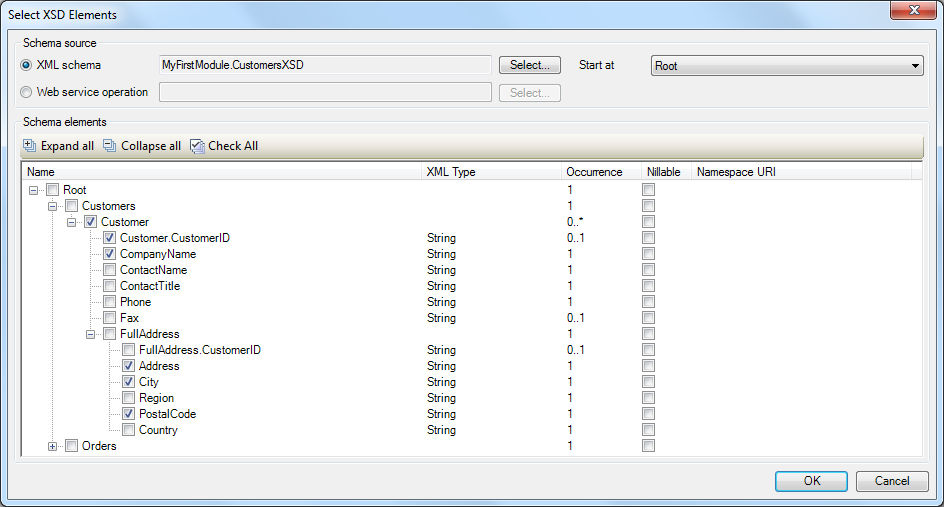 Select XSD Elements
Schema source
XML schema MyFirstModule.CustomersXSD Select... Start at Root
Web service operation Select...
Schema elements
Expand all Collapse all Check All
Name XML Type Occurrence Nillable Namespace URI
Root 1
Customers 1
Customer 0..*
Customer.CustomerID String 0..1
CompanyName String 1
ContactName String 1
ContactTitle String 1
Phone String 1
Fax String 0..1
FullAddress 1
FullAddress.CustomerID String 0..1
Address String 1
City String 1
Region String 1
PostalCode String 1
Country String 1
Orders 1
OK Cancel